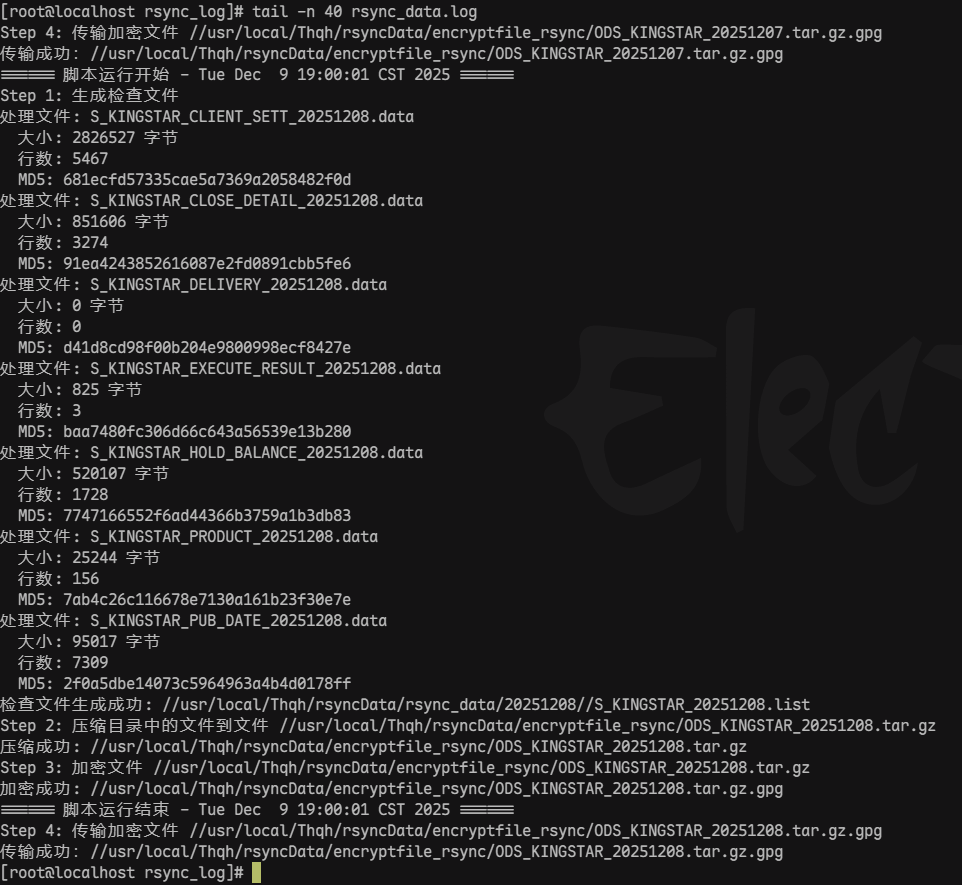 [root@localhost rsync_log]# tail -n 40 rsync_data.log
Step 4: 传输加密文件 //usr/local/Thqh/rsyncData/encryptfile_rsync/ODS_KINGSTAR_20251207.tar.gz.gpg
传输成功: //usr/local/Thqh/rsyncData/encryptfile_rsync/ODS_KINGSTAR_20251207.tar.gz.gpg
====== 脚本运行开始 - Tue Dec  9 19:00:01 CST 2025 ======
Step 1: 生成检查文件
处理文件: S_KINGSTAR_CLIENT_SETT_20251208.data
  大小: 2826527 字节
  行数: 5467
  MD5: 681ecfd57335cae5a7369a2058482f0d
处理文件: S_KINGSTAR_CLOSE_DETAIL_20251208.data
  大小: 851606 字节
  行数: 3274
  MD5: 91ea4243852616087e2fd0891cbb5fe6
处理文件: S_KINGSTAR_DELIVERY_20251208.data
  大小: 0 字节
  行数: 0
  MD5: d41d8cd98f00b204e9800998ecf8427e
处理文件: S_KINGSTAR_EXECUTE_RESULT_20251208.data
  大小: 825 字节
  行数: 3
  MD5: baa7480fc306d66c643a56539e13b280
处理文件: S_KINGSTAR_HOLD_BALANCE_20251208.data
  大小: 520107 字节
  行数: 1728
  MD5: 7747166552f6ad44366b3759a1b3db83
处理文件: S_KINGSTAR_PRODUCT_20251208.data
  大小: 25244 字节
  行数: 156
  MD5: 7ab4c26c116678e7130a161b23f30e7e
处理文件: S_KINGSTAR_PUB_DATE_20251208.data
  大小: 95017 字节
  行数: 7309
  MD5: 2f0a5dbe14073c5964963a4b4d0178ff
检查文件生成成功: //usr/local/Thqh/rsyncData/rsync_data/20251208//S_KINGSTAR_20251208.list
Step 2: 压缩目录中的文件到文件 //usr/local/Thqh/rsyncData/encryptfile_rsync/ODS_KINGSTAR_20251208.tar.gz
压缩成功: //usr/local/Thqh/rsyncData/encryptfile_rsync/ODS_KINGSTAR_20251208.tar.gz
Step 3: 加密文件 //usr/local/Thqh/rsyncData/encryptfile_rsync/ODS_KINGSTAR_20251208.tar.gz
加密成功: //usr/local/Thqh/rsyncData/encryptfile_rsync/ODS_KINGSTAR_20251208.tar.gz.gpg
====== 脚本运行结束 - Tue Dec  9 19:00:01 CST 2025 ======
Step 4: 传输加密文件 //usr/local/Thqh/rsyncData/encryptfile_rsync/ODS_KINGSTAR_20251208.tar.gz.gpg
传输成功: //usr/local/Thqh/rsyncData/encryptfile_rsync/ODS_KINGSTAR_20251208.tar.gz.gpg
[root@localhost rsync_log]#
Elec